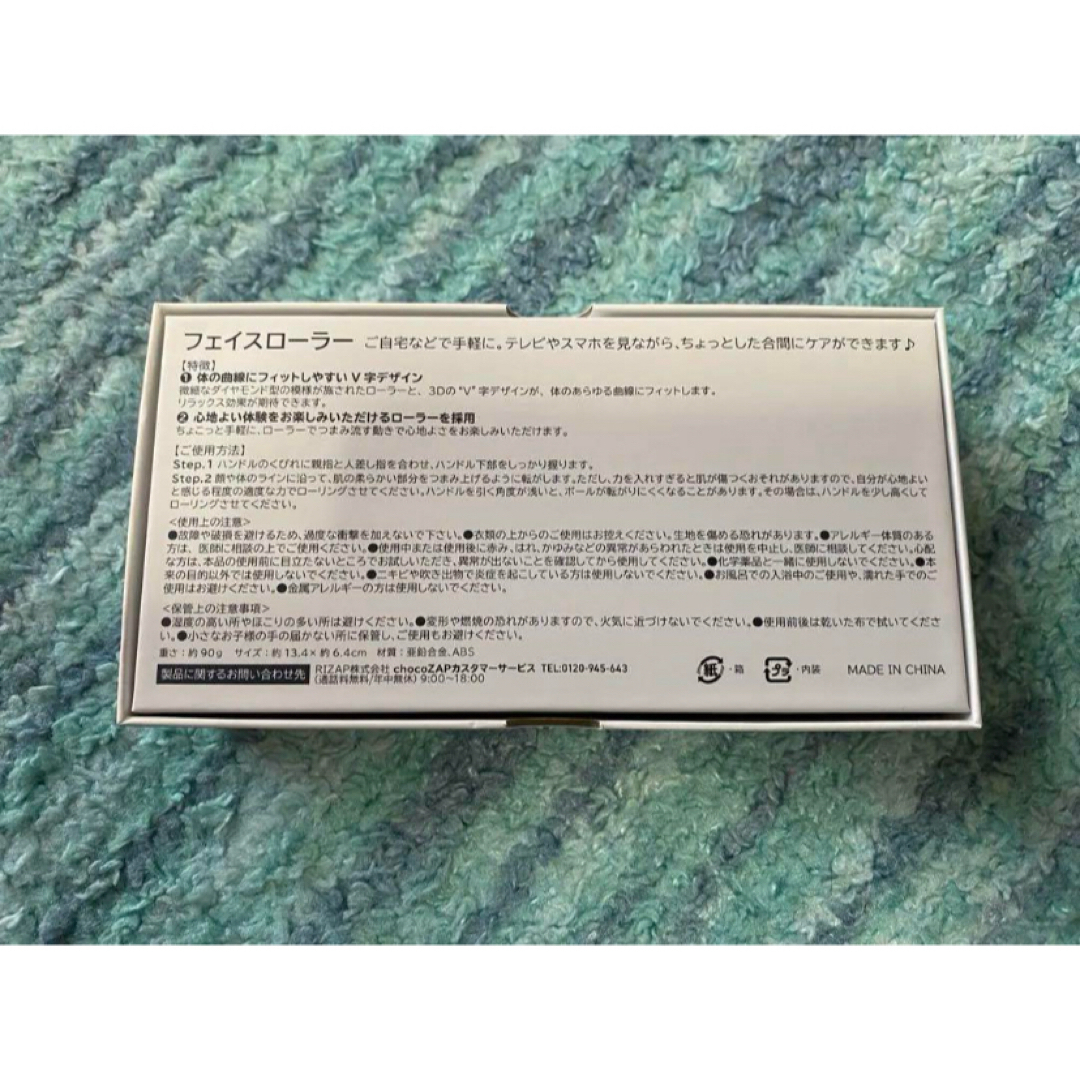 フェイスローラー ご自宅などで手軽に。テレビやスマホを見ながら、ちょっとした合間にケアができます♪
【特徴】
❶ 体の曲線にフィットしやすい V 字デザイン
微細なダイヤモンド型の模様が施されたローラーと、3Dの"V"字デザインが、体のあらゆる曲線にフィットします。
リラックス効果が期待できます。
❷ 心地よい体験をお楽しみいただけるローラーを採用
ちょこっと手軽に、ローラーでつまみ流す動きで心地よさをお楽しみいただけます。
【ご使用方法】
Step.1 ハンドルのくびれに親指と人差し指を合わせ、ハンドル下部をしっかり握ります。
Step.2 顔や体のラインに沿って、肌の柔らかい部分をつまみ上げるように転がします。ただし、力を入れすぎると肌が傷つくおそれがありますので、自分が心地よい
と感じる程度の適度な力でローリングさせてください。ハンドルを引く角度が浅いと、ボールが転がりにくくなることがあります。その場合は、ハンドルを少し高くして
ローリングさせてください。
<使用上の注意>
●故障や破損を避けるため、過度な衝撃を加えないで下さい。●衣類の上からのご使用はお控えください。生地を傷める恐れがあります。●アレルギー体質のある
方は、医師に相談の上でご使用ください。●使用中または使用後に赤み、はれ、かゆみなどの異常があらわれたときは使用を中止し、医師に相談してください。心配
な方は、本品の使用前に目立たないところでお試しいただき、異常が出ないことを確認してから使用してください。●化学薬品と一緒に使用しないでください。●本
来の目的以外では使用しないでください。●ニキビや吹き出物で炎症を起こしている方は使用しないでください。●お風呂での入浴中のご使用や、濡れた手でのご
使用はお避けください。●金属アレルギーの方は使用しないでください。
<保管上の注意事項>
●湿度の高い所やほこりの多い所は避けてください。●変形や燃焼の恐れがありますので、火気に近づけないでください。●使用前後は乾いた布で拭いてくださ
い。●小さなお子様の手の届かない所に保管し、ご使用もお避けください。
重さ：約 90g サイズ：約 13.4× 約 6.4cm 材質：亜鉛合金、ABS
製品に関するお問い合わせ先 RIZAP株式会社 chocoZAPカスタマーサービス TEL:0120-945-643
(通話料無料/年中無休) 9:00～18:00
紙 ・箱 プラ ・内装 MADE IN CHINA